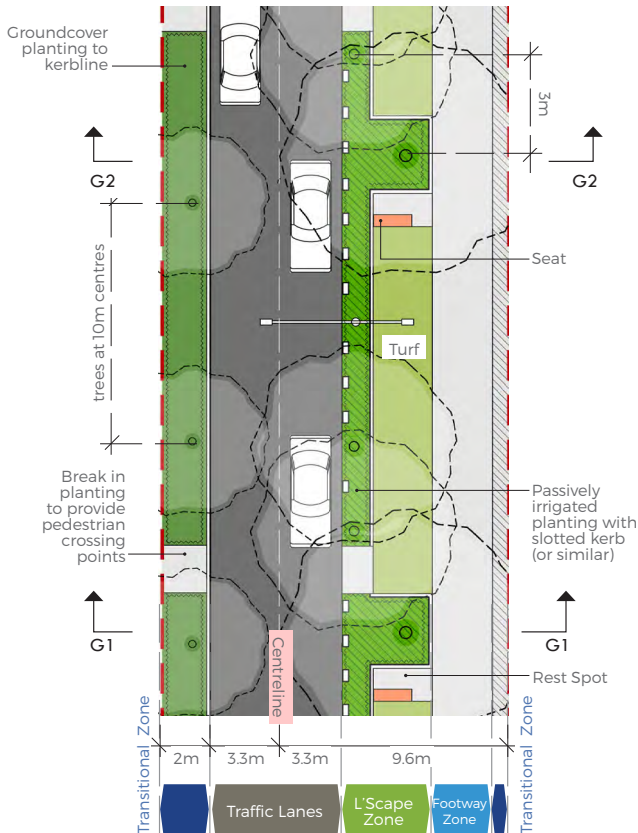 Groundcover
planting to
kerbline
3m
G2
G2
Seat
trees at 10m centres
Turf
Break in
planting
to provide
pedestrian
crossing
points
Passively
irrigated
planting with
slotted kerb
(or similar)
G1
G1
Centreline
Rest Spot
Transitional Zone
Transitional Zone
2m
3.3m
3.3m
9.6m
Traffic Lanes
L'Scape
Zone
Footway
Zone